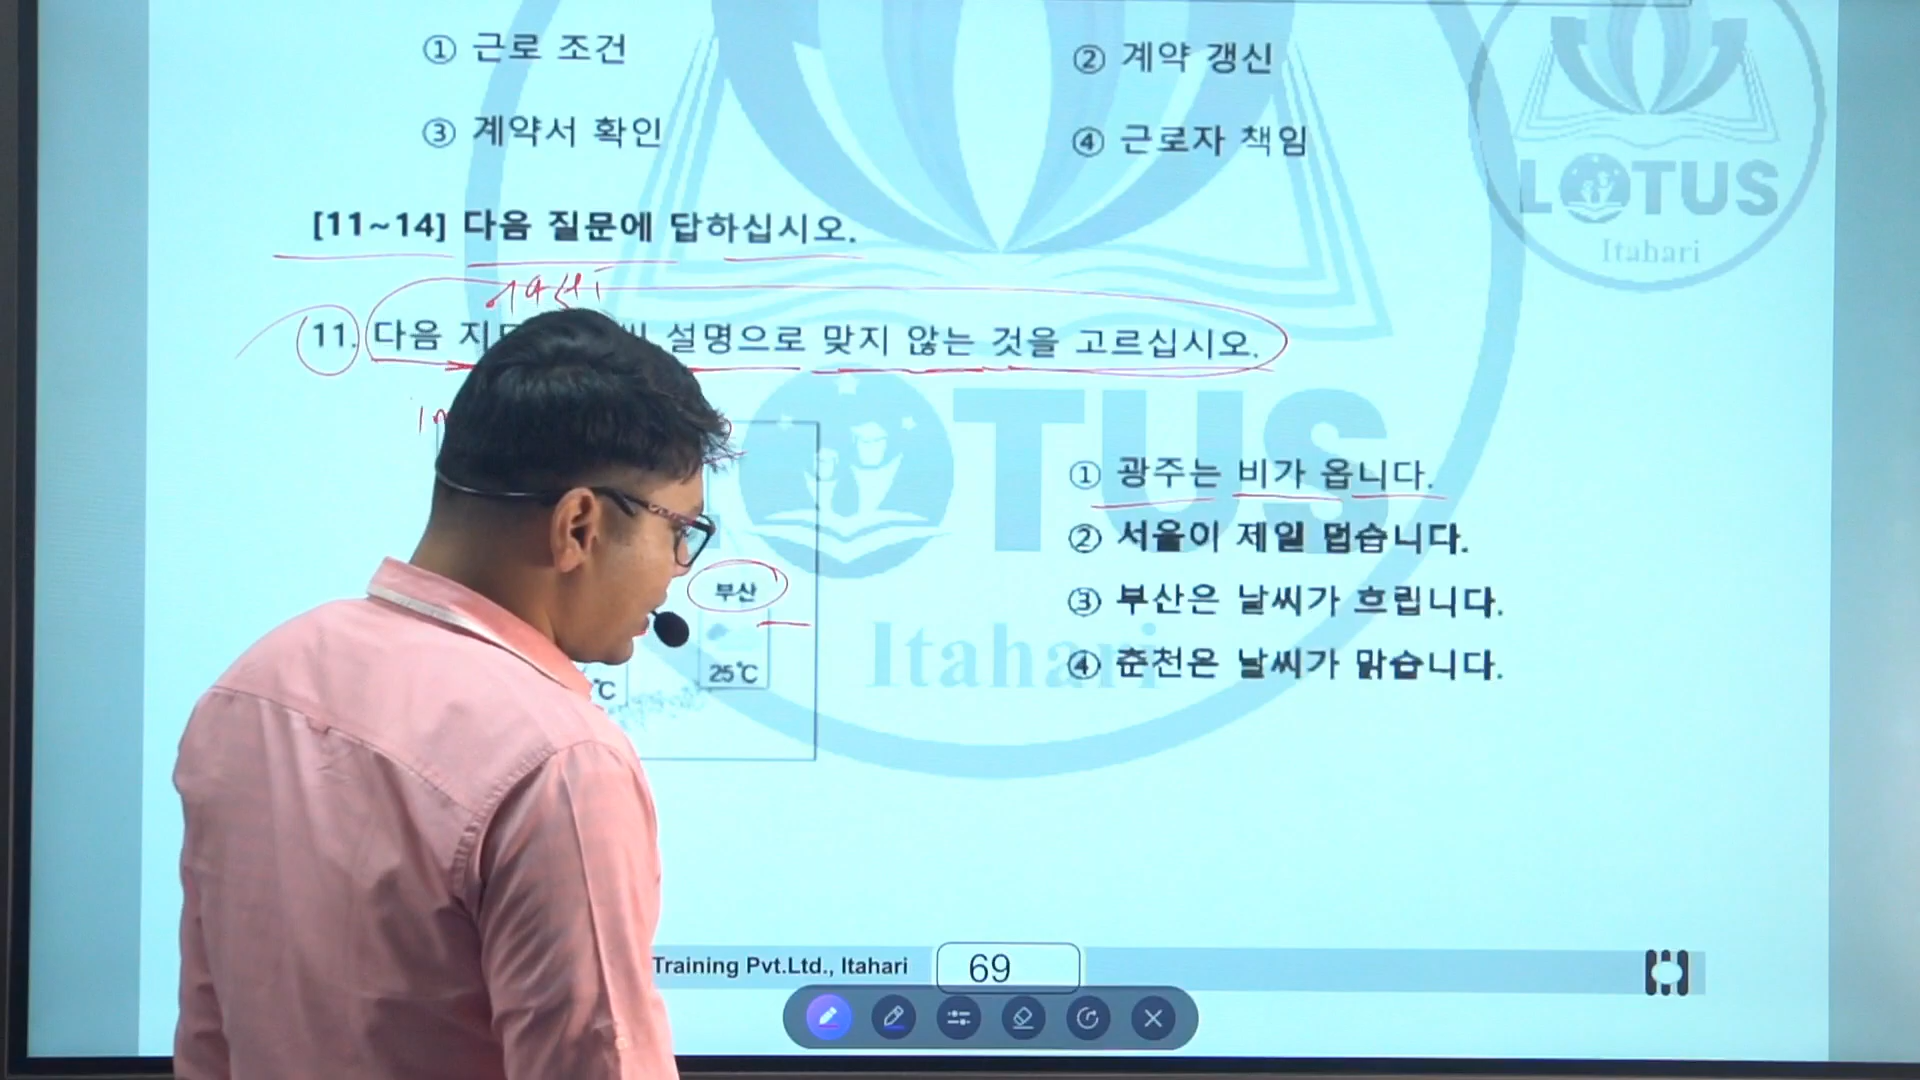 ① 근로 조건
② 계약 갱신
③ 계약서 확인
④ 근로자 책임
LOTUS
Itahari
[11~14] 다음 질문에 답하십시오.
11. 다음 설명으로 맞지 않는 것을 고르십시오.
부산
25℃
℃
① 광주는 비가 옵니다.
② 서울이 제일 덥습니다.
③ 부산은 날씨가 흐립니다.
④ 춘천은 날씨가 맑습니다.
TUS
Itahari
Training Pvt.Ltd., Itahari
69